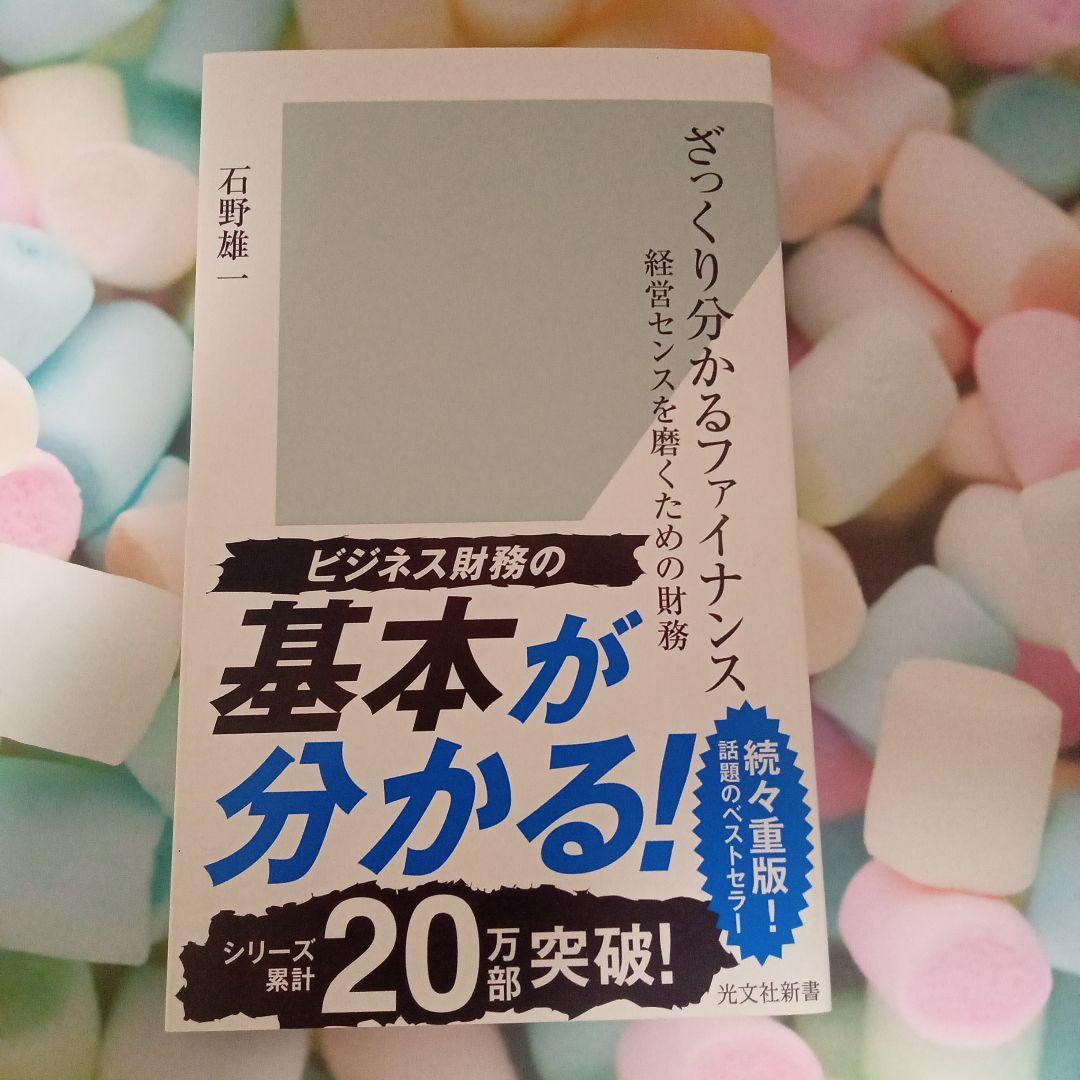 ざっくり分かるファイナンス
経営センスを磨くための財務
石野雄一
ビジネス財務の
基本が
分かる!
続々重版!
話題のベストセラー
シリーズ
累計
20万部突破!
光文社新書